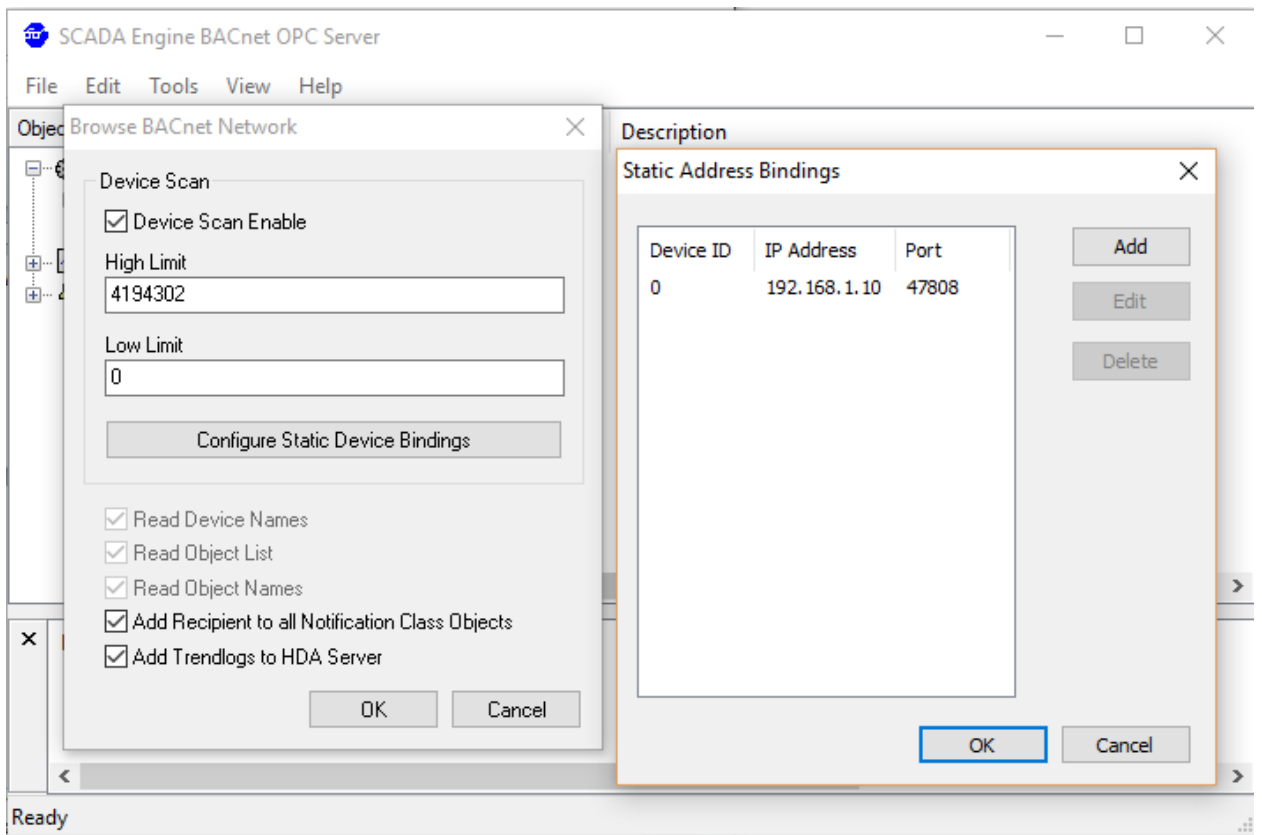 SCADA Engine BACnet OPC Server
File Edit Tools View Help
Objec
Description
Browse BACnet Network
Device Scan
Device Scan Enable
High Limit
4194302
Low Limit
0
Configure Static Device Bindings
Read Device Names
Read Object List
Read Object Names
Add Recipient to all Notification Class Objects
Add Trendlogs to HDA Server
OK Cancel
Static Address Bindings
Device ID IP Address Port
0 192.168.1.10 47808
Add
Edit
Delete
OK Cancel
Ready